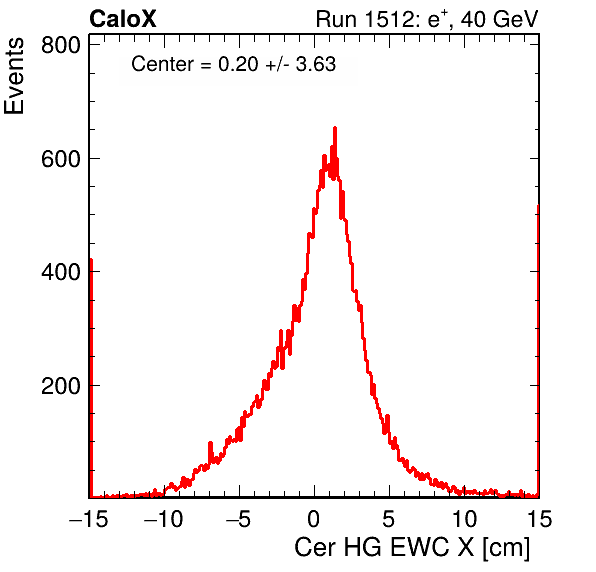 CaloX Run 1512: e⁺, 40 GeV
Center = 0.20 +/- 3.63
Events
800
600
400
200
−15 −10 −5 0 5 10 15
Cer HG EWC X [cm]